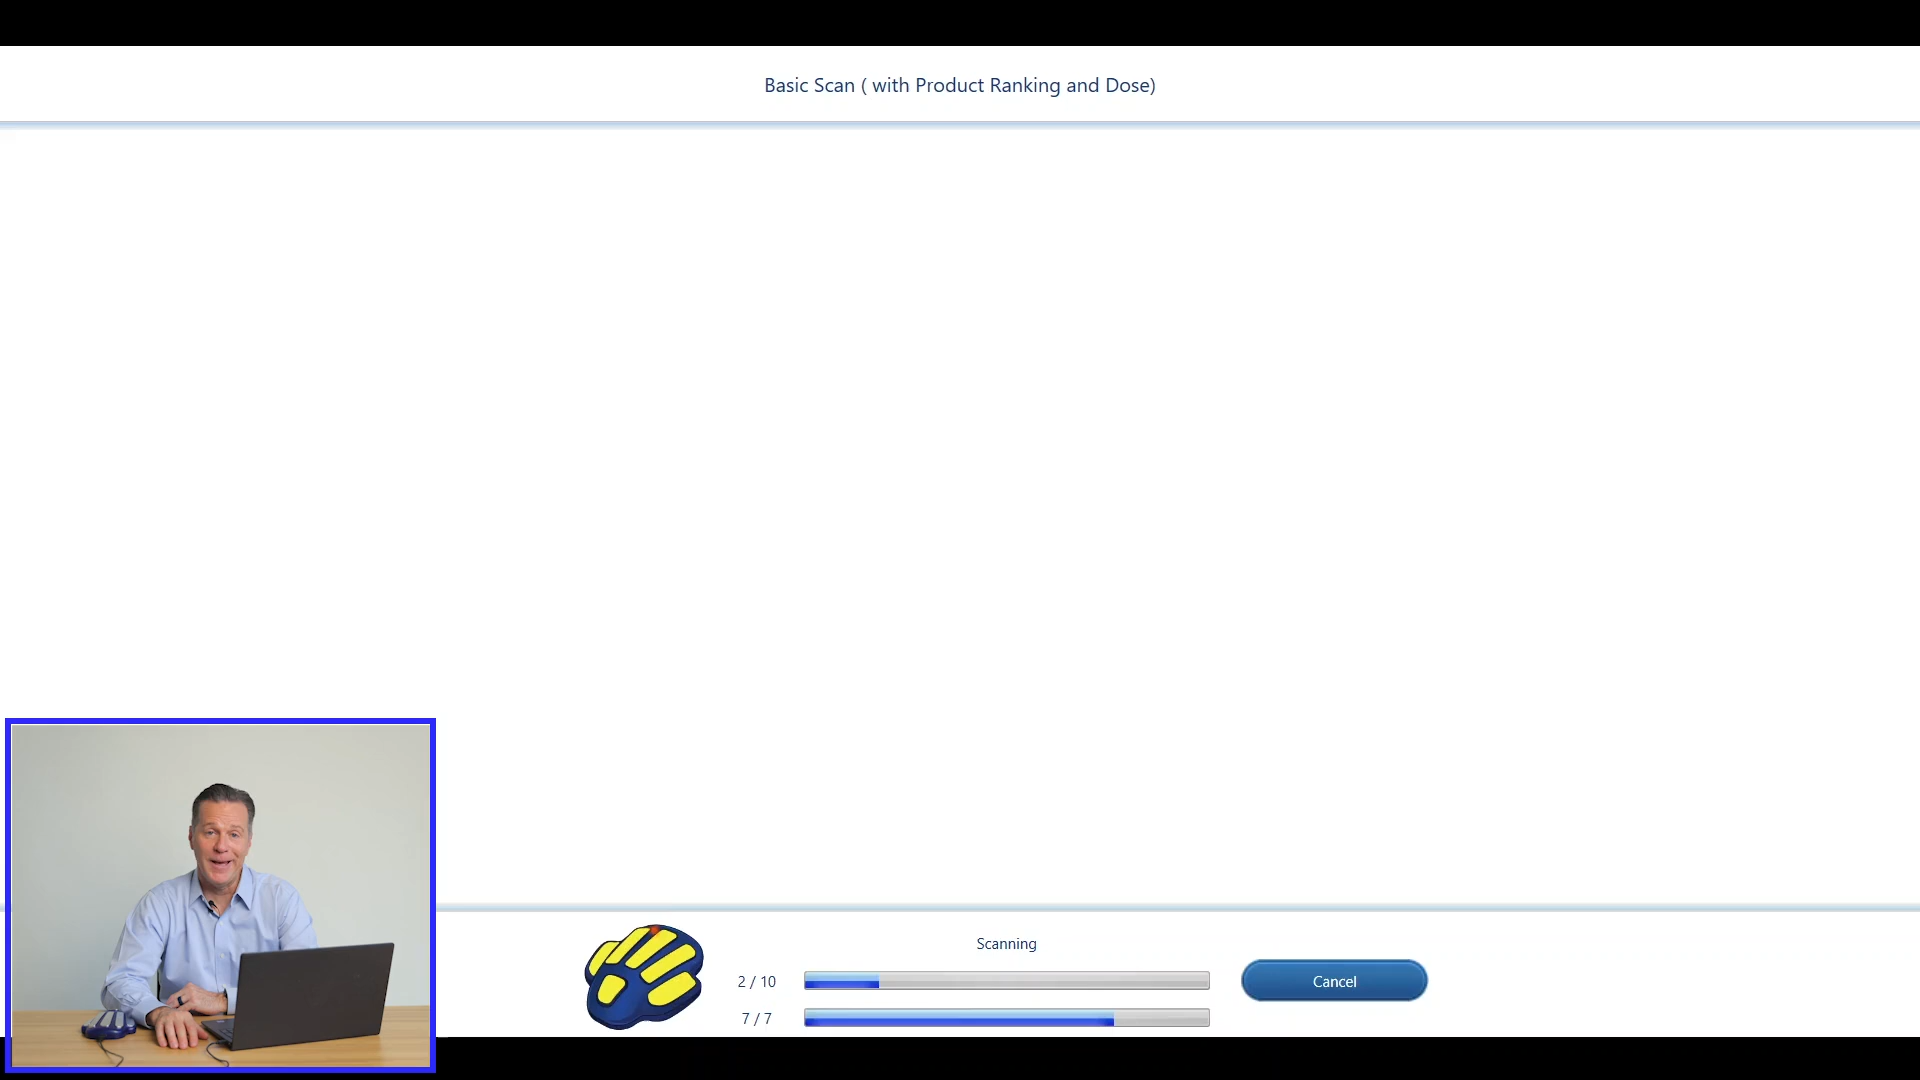 Basic Scan ( with Product Ranking and Dose)
Scanning
2 / 10
Cancel
7 / 7